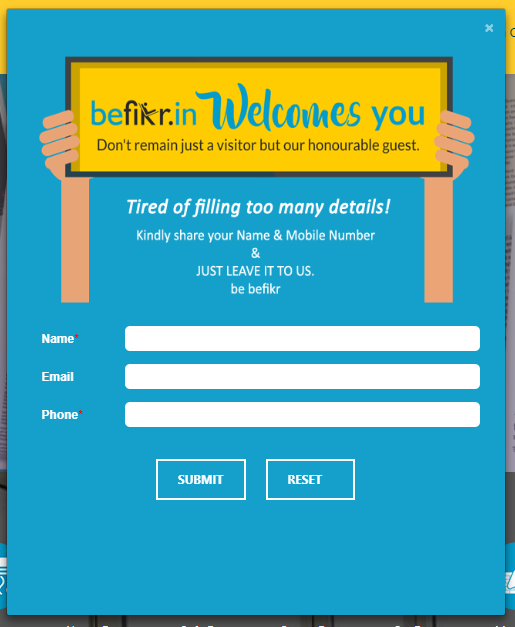 ×
befikr.in Welcomes you
Don't remain just a visitor but our honourable guest.
Tired of filling too many details!
Kindly share your Name & Mobile Number
&
JUST LEAVE IT TO US.
be befikr
Name*
Email
Phone*
SUBMIT RESET